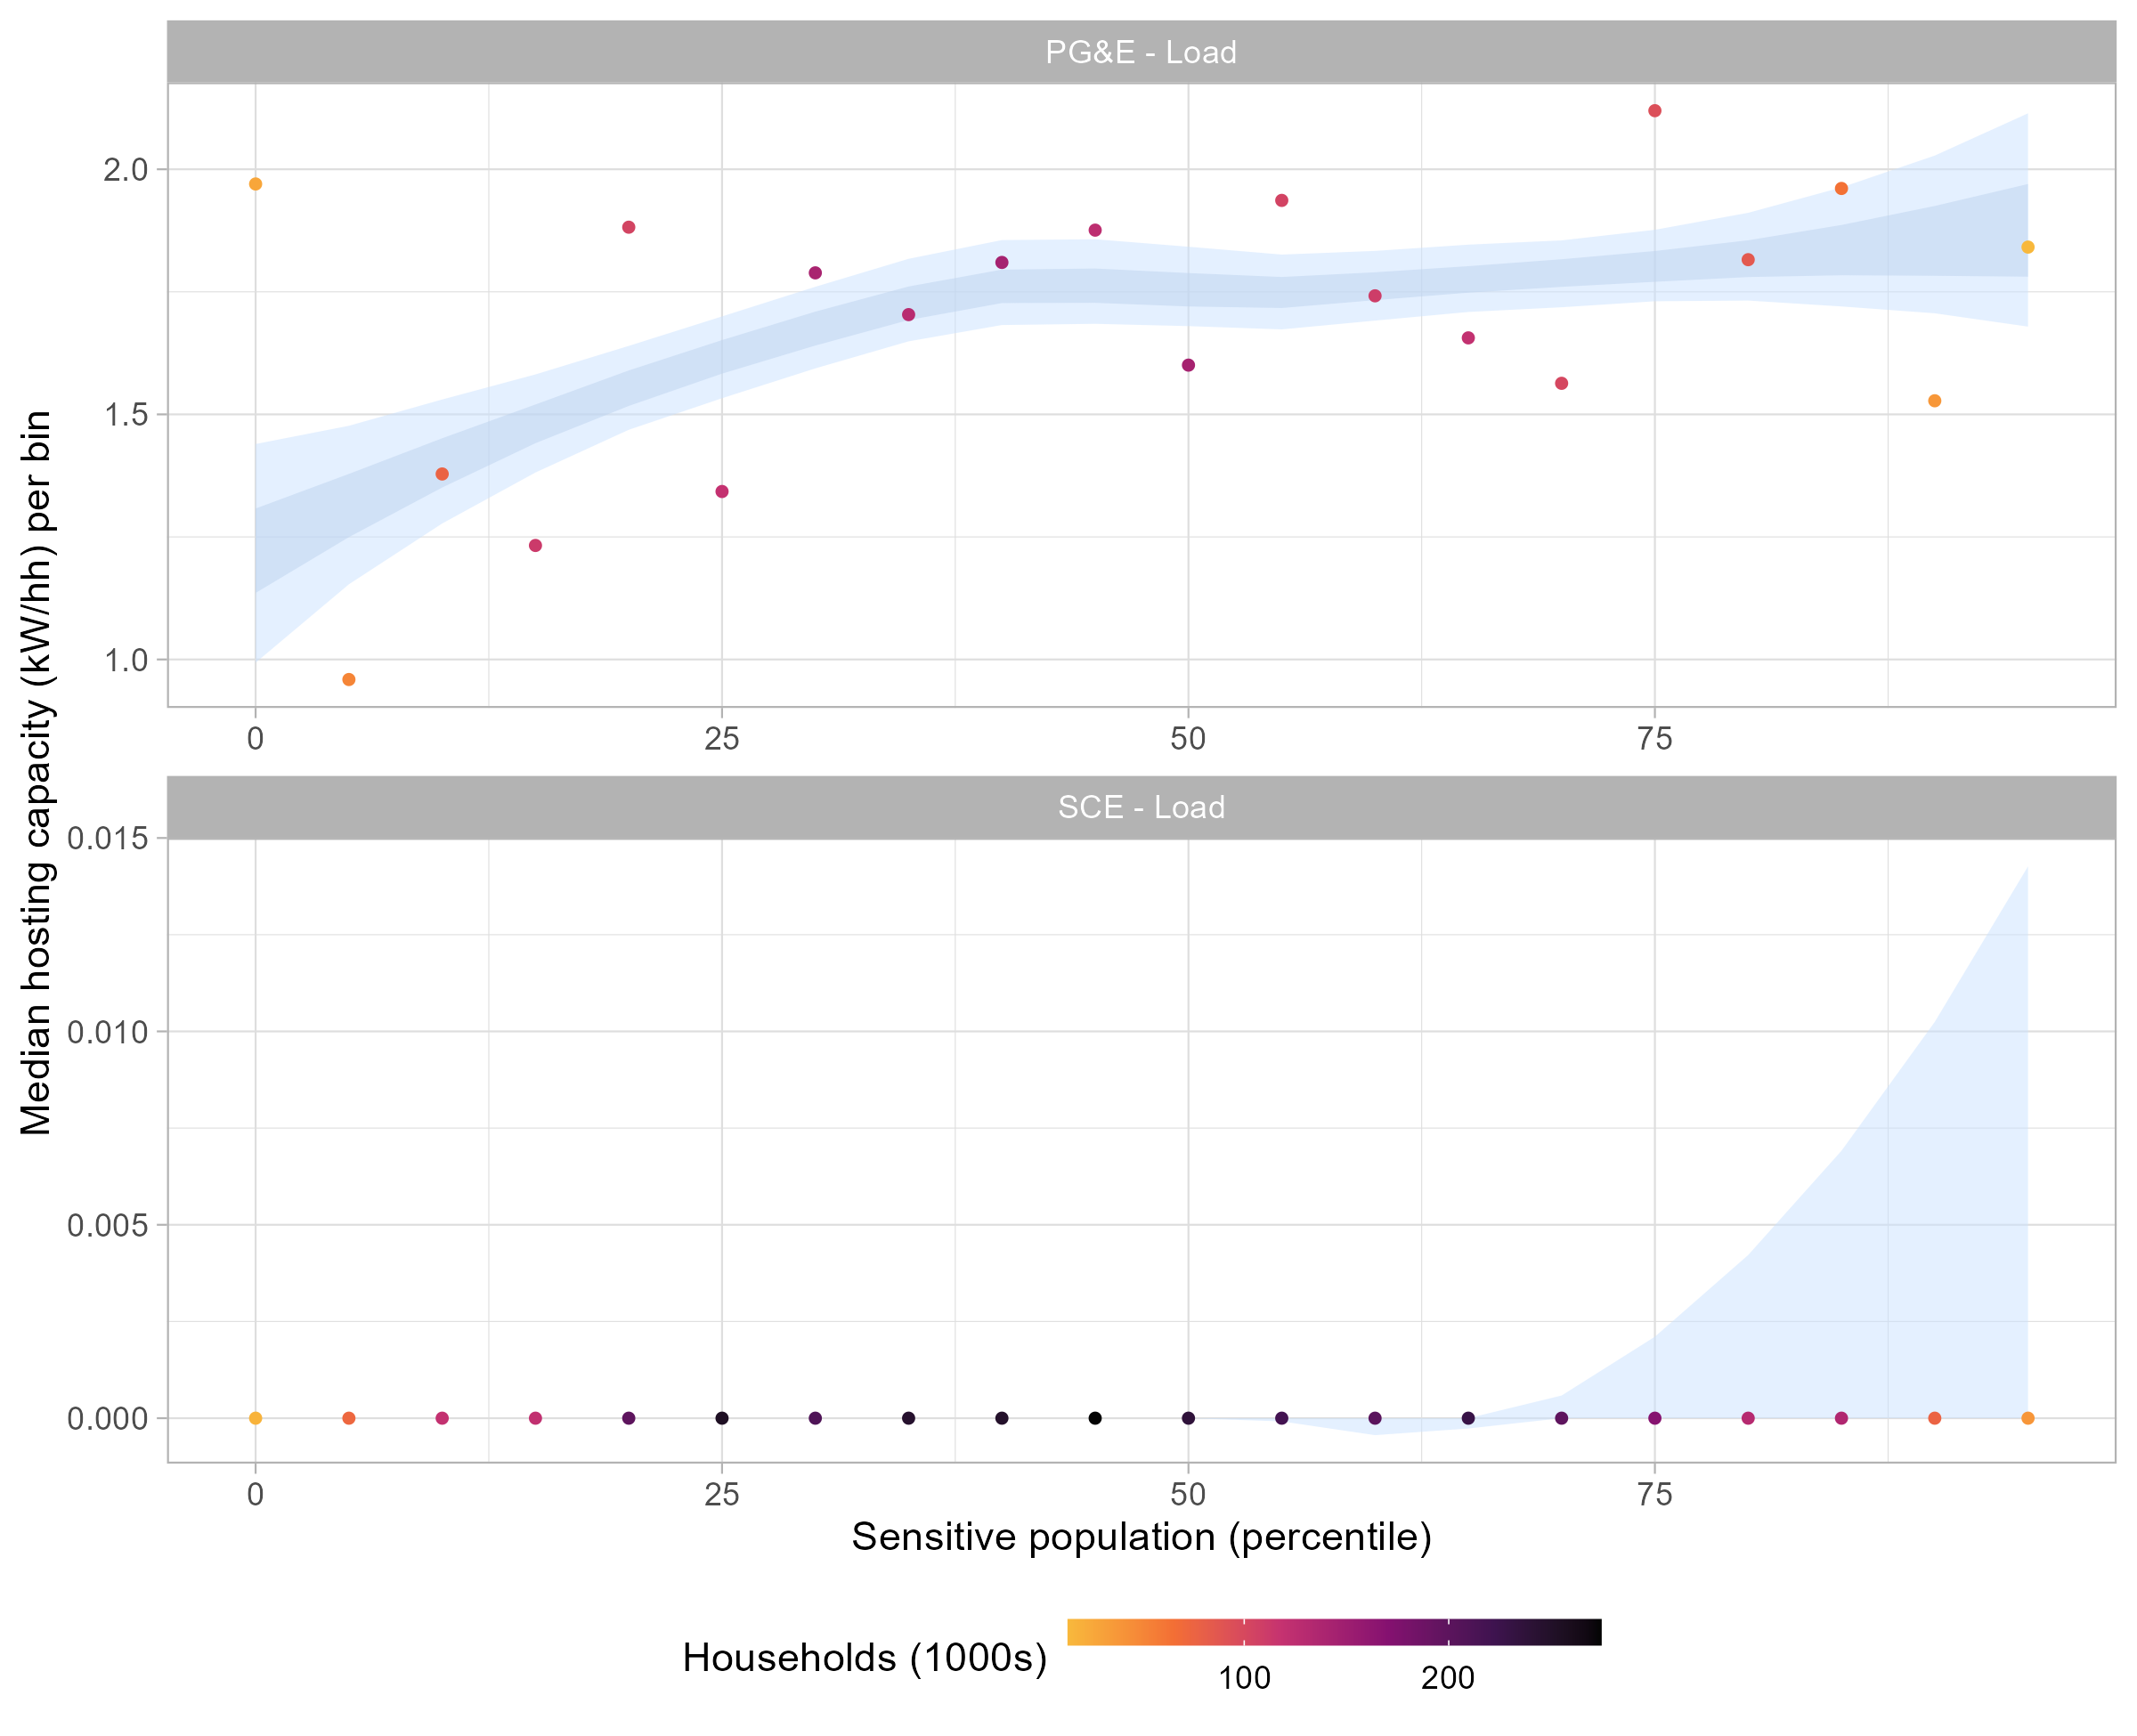 PG&E - Load
2.0
1.5
1.0
0 25 50 75
SCE - Load
0.015
0.010
0.005
0.000
0 25 50 75
Median hosting capacity (kW/hh) per bin
Sensitive population (percentile)
Households (1000s)
100 200